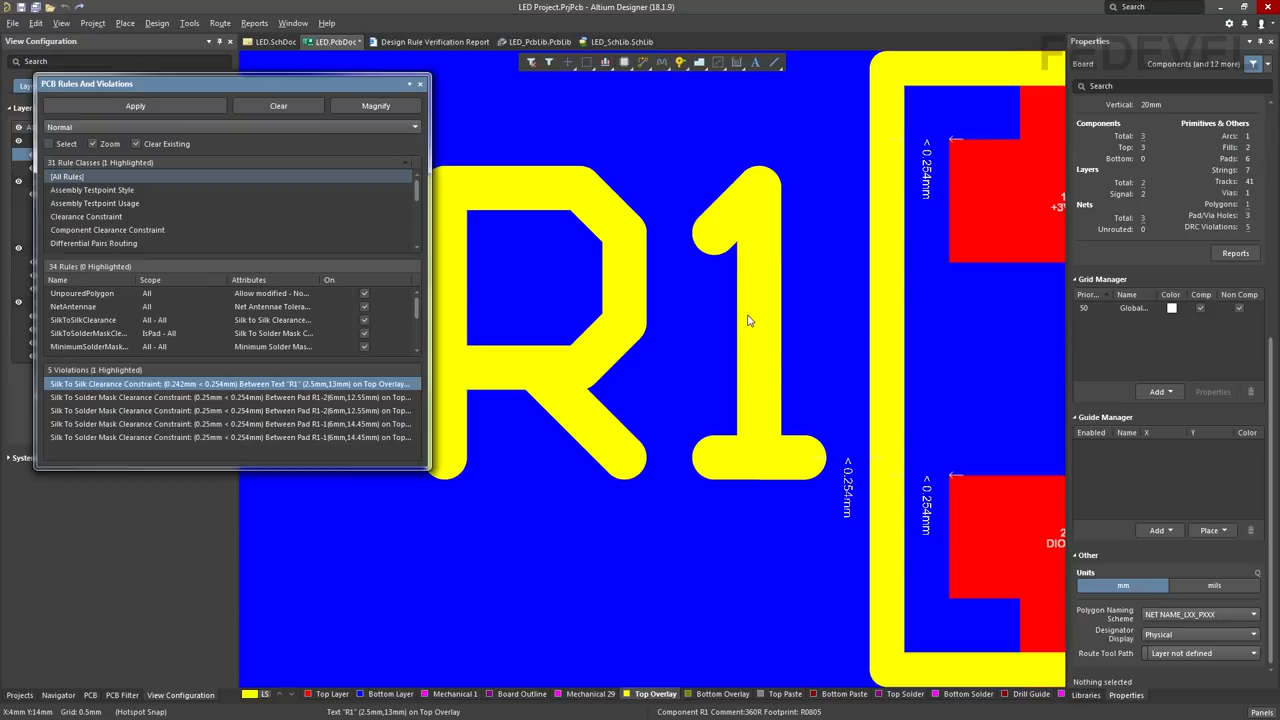 LED Project.PrjPcb - Altium Designer (18.1.9)
Search
File Edit View Project Place Design Tools Route Reports Window Help
View Configuration
LED.SchDoc
LED.PcbDoc *
Design Rule Verification Report
LED_PcbLib.PcbLib
LED_SchLib.SchLib
Properties
FEDEVEL
Search
Board
Components (and 12 more)
Search
PCB Rules And Violations
Apply
Clear
Magnify
Normal
Select
Zoom
Clear Existing
31 Rule Classes (1 Highlighted)
[All Rules]
Assembly Testpoint Style
Assembly Testpoint Usage
Clearance Constraint
Component Clearance Constraint
Differential Pairs Routing
34 Rules (0 Highlighted)
Name Scope Attributes On
UnpouredPolygon All Allow modified - No...
NetAntennae All Net Antennae Tolera...
SilkToSilkClearance All - All Silk to Silk Clearance...
SilkToSolderMaskCle... IsPad - All Silk To Solder Mask C...
MinimumSolderMask... All - All Minimum Solder Mas...
5 Violations (1 Highlighted)
Silk To Silk Clearance Constraint: (0.242mm < 0.254mm) Between Text "R1" (2.5mm,13mm) on Top Overlay...
Silk To Solder Mask Clearance Constraint: (0.25mm < 0.254mm) Between Pad R1-2(6mm,12.55mm) on Top...
Silk To Solder Mask Clearance Constraint: (0.25mm < 0.254mm) Between Pad R1-2(6mm,12.55mm) on Top...
Silk To Solder Mask Clearance Constraint: (0.25mm < 0.254mm) Between Pad R1-1(6mm,14.45mm) on Top...
Silk To Solder Mask Clearance Constraint: (0.25mm < 0.254mm) Between Pad R1-1(6mm,14.45mm) on Top...
R1
< 0.254mm
< 0.254mm
< 0.254mm
1
+3V
2
DIO
Vertical: 20mm
Components Primitives & Others
Total: 3 Arcs: 1
Top: 3 Fills: 2
Bottom: 0 Pads: 6
Layers Strings: 7
Total: 2 Tracks: 41
Signal: 2 Vias: 1
Nets Polygons: 1
Total: 3 Pad/Via Holes: 3
Unrouted: 0 DRC Violations: 5
Reports
Grid Manager
Prior... Name Color Comp Non Comp
50 Global...
Add Properties
Guide Manager
Enabled Name X Y Color
Add Place
Other
Units
mm mils
Polygon Naming Scheme NET NAME_LXX_PXXX
Designator Display Physical
Route Tool Path Layer not defined
Nothing selected
Projects Navigator PCB PCB Filter View Configuration
LS Top Layer Bottom Layer Mechanical 1 Board Outline Mechanical 29 Top Overlay Bottom Overlay Top Paste Bottom Paste Top Solder Bottom Solder Drill Guide
Libraries Properties
X:4mm Y:14mm Grid: 0.5mm (Hotspot Snap)
Text "R1" (2.5mm,13mm) on Top Overlay
Component R1 Comment:360R Footprint: R0805
Panels